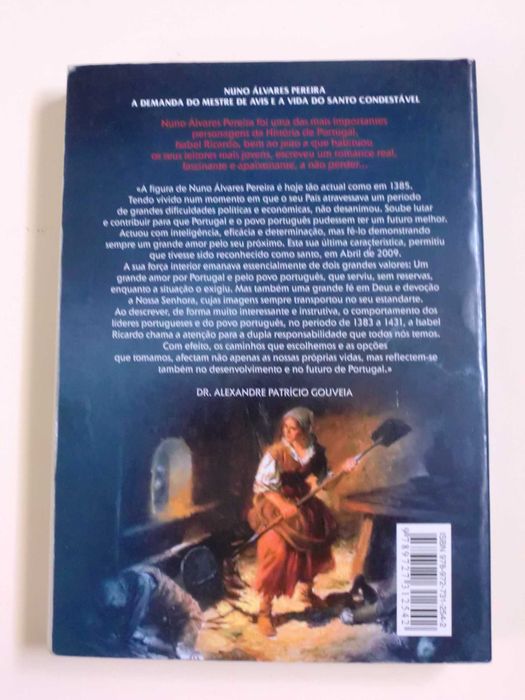 NUNO ÁLVARES PEREIRA
A DEMANDA DO MESTRE DE AVIS E A VIDA DO SANTO CONDESTÁVEL
Nuno Álvares Pereira foi uma das mais importantes
personagens da História de Portugal.
Isabel Ricardo, bem ao jeito a que habituou
os seus leitores mais jovens, escreveu um romance real,
fascinante e apaixonante, a não perder...
«A figura de Nuno Álvares Pereira é hoje tão actual como em 1385.
Tendo vivido num momento em que o seu País atravessava um período
de grandes dificuldades políticas e económicas, não desanimou. Soube lutar
e contribuir para que Portugal e o povo português pudessem ter um futuro melhor.
Actuou com inteligência, eficácia e determinação, mas fê-lo demonstrando
sempre um grande amor pelo seu próximo. Esta sua última característica, permitiu
que tivesse sido reconhecido como santo, em Abril de 2009.
A sua força interior emanava essencialmente de dois grandes valores: Um
grande amor por Portugal e pelo povo português, que serviu, sem reservas,
enquanto a situação o exigiu. Mas também uma grande fé em Deus e devoção
a Nossa Senhora, cujas imagens sempre transportou no seu estandarte.
Ao descrever, de forma muito interessante e instrutiva, o comportamento dos
líderes portugueses e do povo português, no período de 1383 a 1431, a Isabel
Ricardo chama a atenção para a dupla responsabilidade que todos nós temos.
Com efeito, os caminhos que escolhemos e as opções
que tomamos, afectam não apenas as nossas próprias vidas, mas reflectem-se
também no desenvolvimento e no futuro de Portugal.»
DR. ALEXANDRE PATRÍCIO GOUVEIA
ISBN 978-972-731-254-2
9 789727 312542